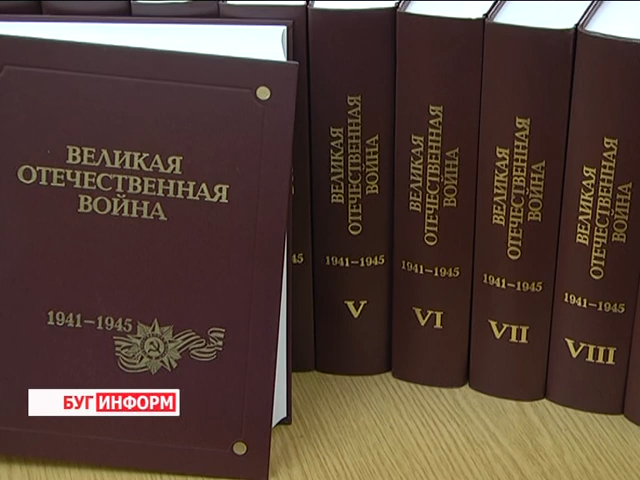 ВЕЛИКАЯ
ОТЕЧЕСТВЕННАЯ
ВОЙНА
1941–1945
БУГ ИНФОРМ
ВЕЛИКАЯ
ОТЕЧЕСТВЕННАЯ
ВОЙНА
1941–1945
V
ВЕЛИКАЯ
ОТЕЧЕСТВЕННАЯ
ВОЙНА
1941–1945
VI
ВЕЛИКАЯ
ОТЕЧЕСТВЕННАЯ
ВОЙНА
1941–1945
VII
ВЕЛИКАЯ
ОТЕЧЕСТВЕННАЯ
ВОЙНА
1941–1945
VIII